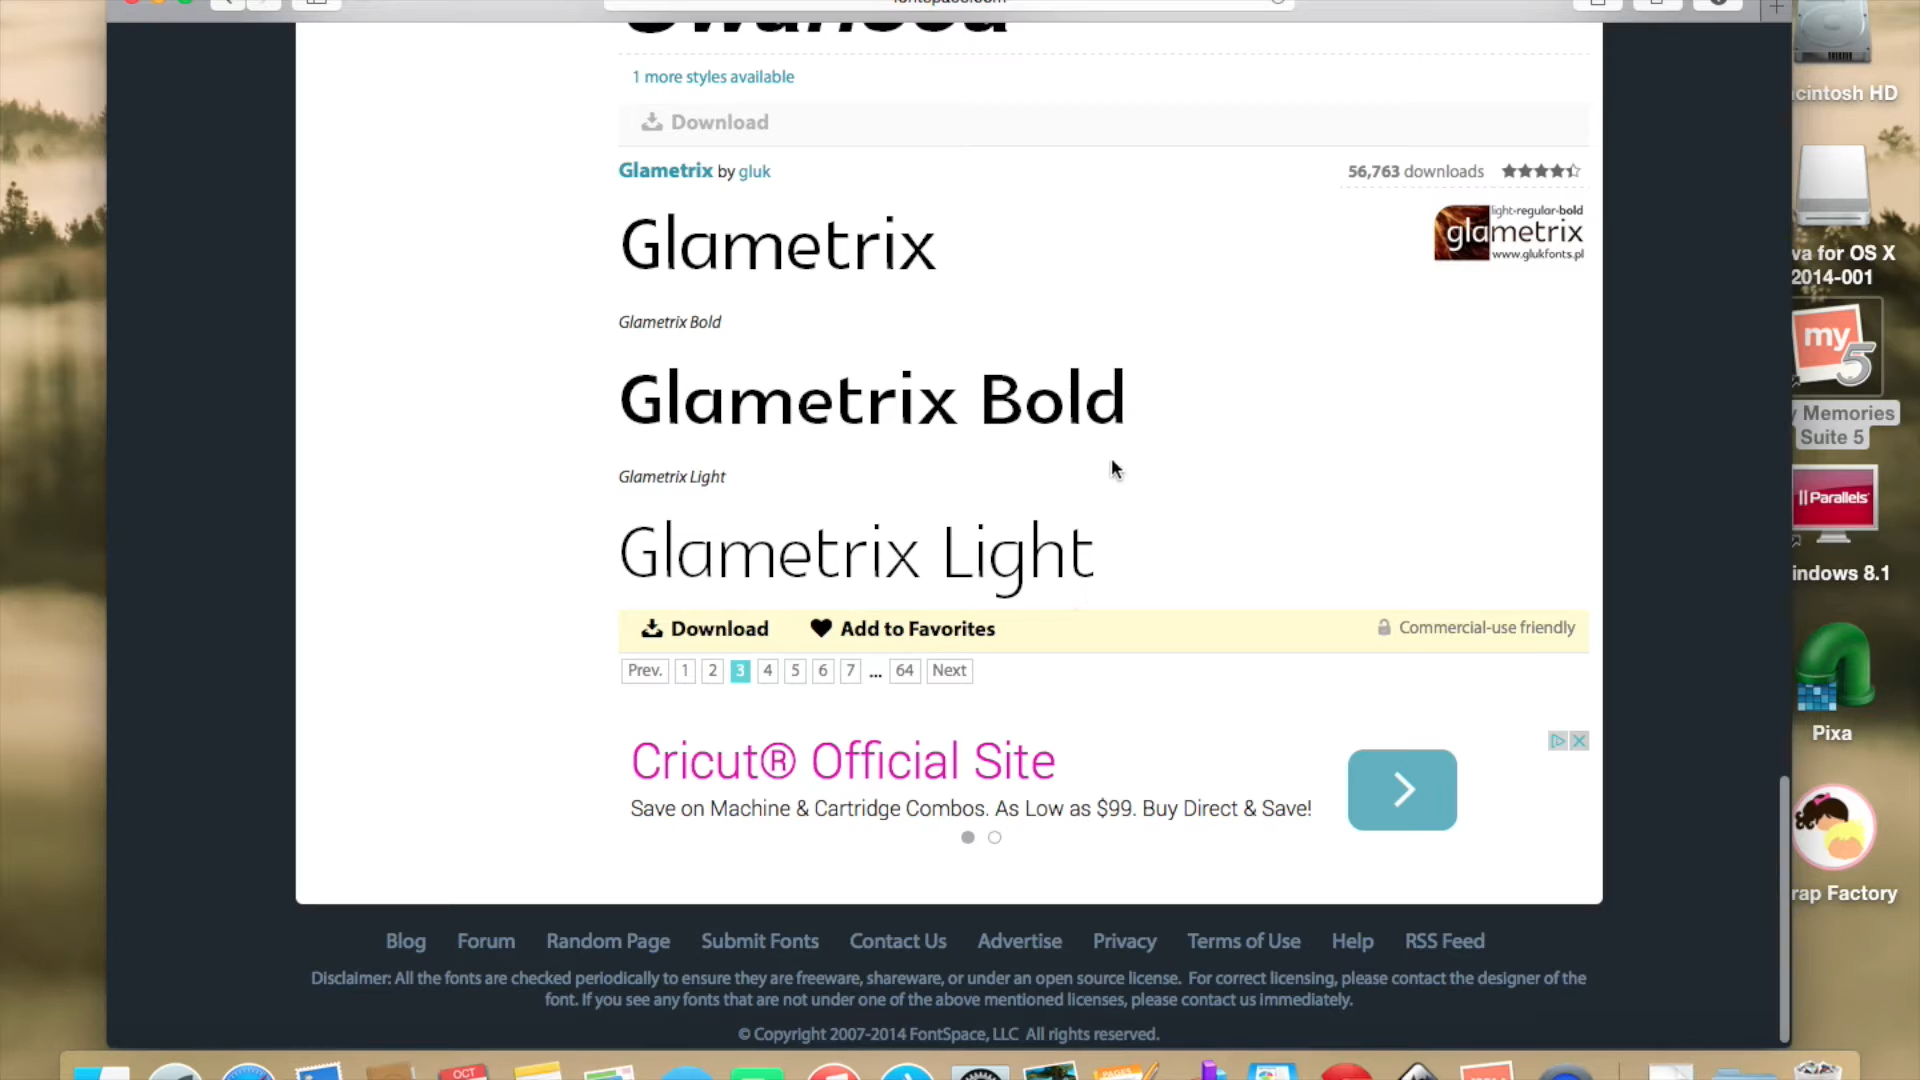 1 more styles available
Download
Glametrix by gluk
56,763 downloads
Glametrix
light-regular-bold
glametrix
www.glukfonts.pl
Glametrix Bold
Glametrix Bold
Glametrix Light
Glametrix Light
Download Add to Favorites Commercial-use friendly
Prev. 1 2 3 4 5 6 7 ... 64 Next
Cricut® Official Site
Save on Machine & Cartridge Combos. As Low as $99. Buy Direct & Save!
Blog Forum Random Page Submit Fonts Contact Us Advertise Privacy Terms of Use Help RSS Feed
Disclaimer: All the fonts are checked periodically to ensure they are freeware, shareware, or under an open source license. For correct licensing, please contact the designer of the
font. If you see any fonts that are not under one of the above mentioned licenses, please contact us immediately.
© Copyright 2007-2014 FontSpace, LLC All rights reserved.
cintosh HD
va for OS X
2014-001
my
5
Memories
Suite 5
Parallels
indows 8.1
Pixa
rap Factory
OCT
PAGES